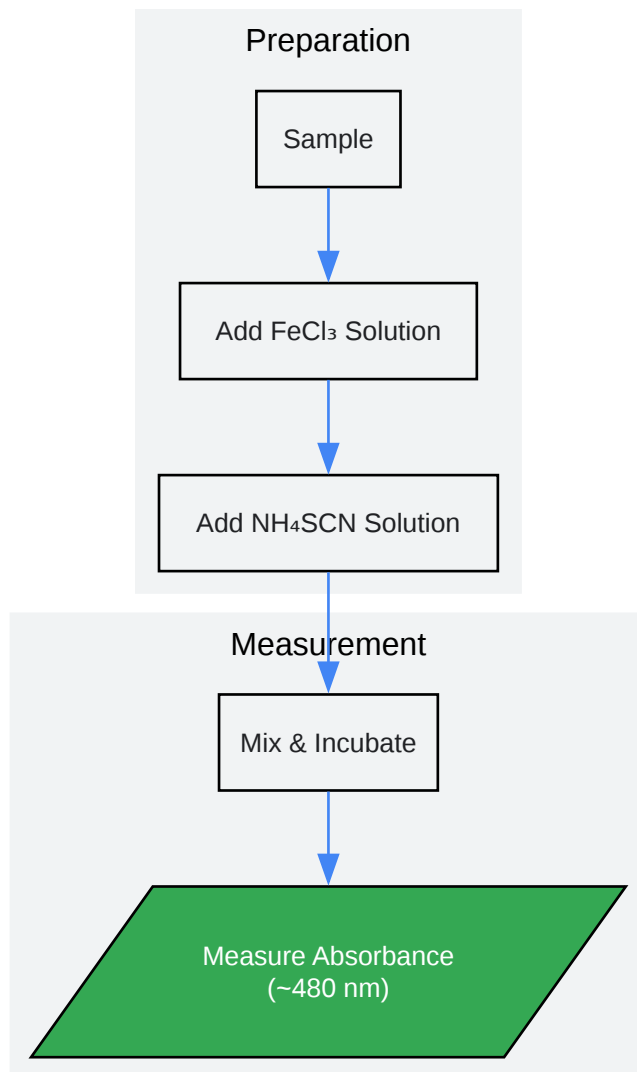 Preparation
Sample
Add FeCl₃ Solution
Add NH₄SCN Solution
Measurement
Mix & Incubate
Measure Absorbance
(~480 nm)